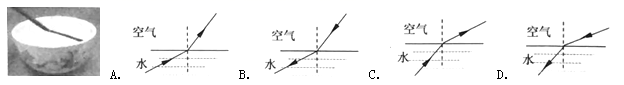 A. 空气 水 B. 空气 水 C. 空气 水 D. 空气 水